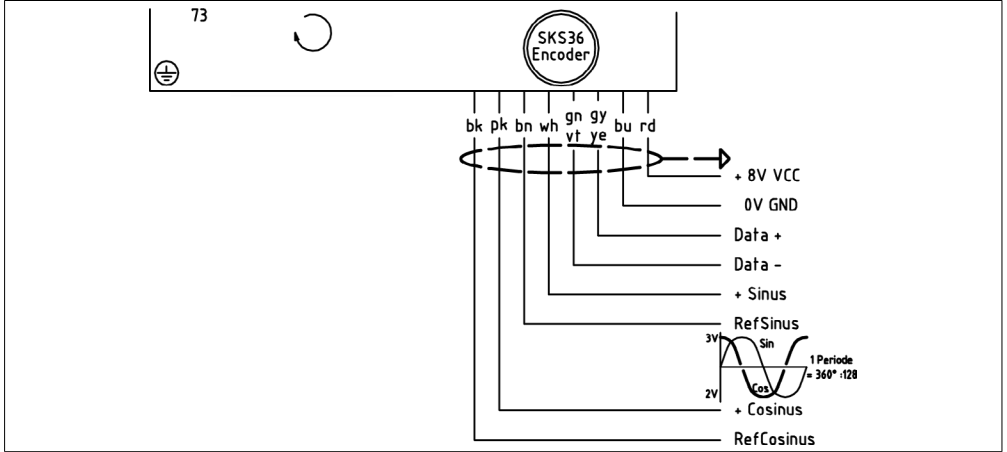 73
SKS36
Encoder
bk pk bn wh gn gy bu rd
vt ye
+ 8V VCC
0V GND
Data +
Data -
+ Sinus
RefSinus
3V
Sin
1 Periode
= 360° :128
Cos
2V
+ Cosinus
RefCosinus